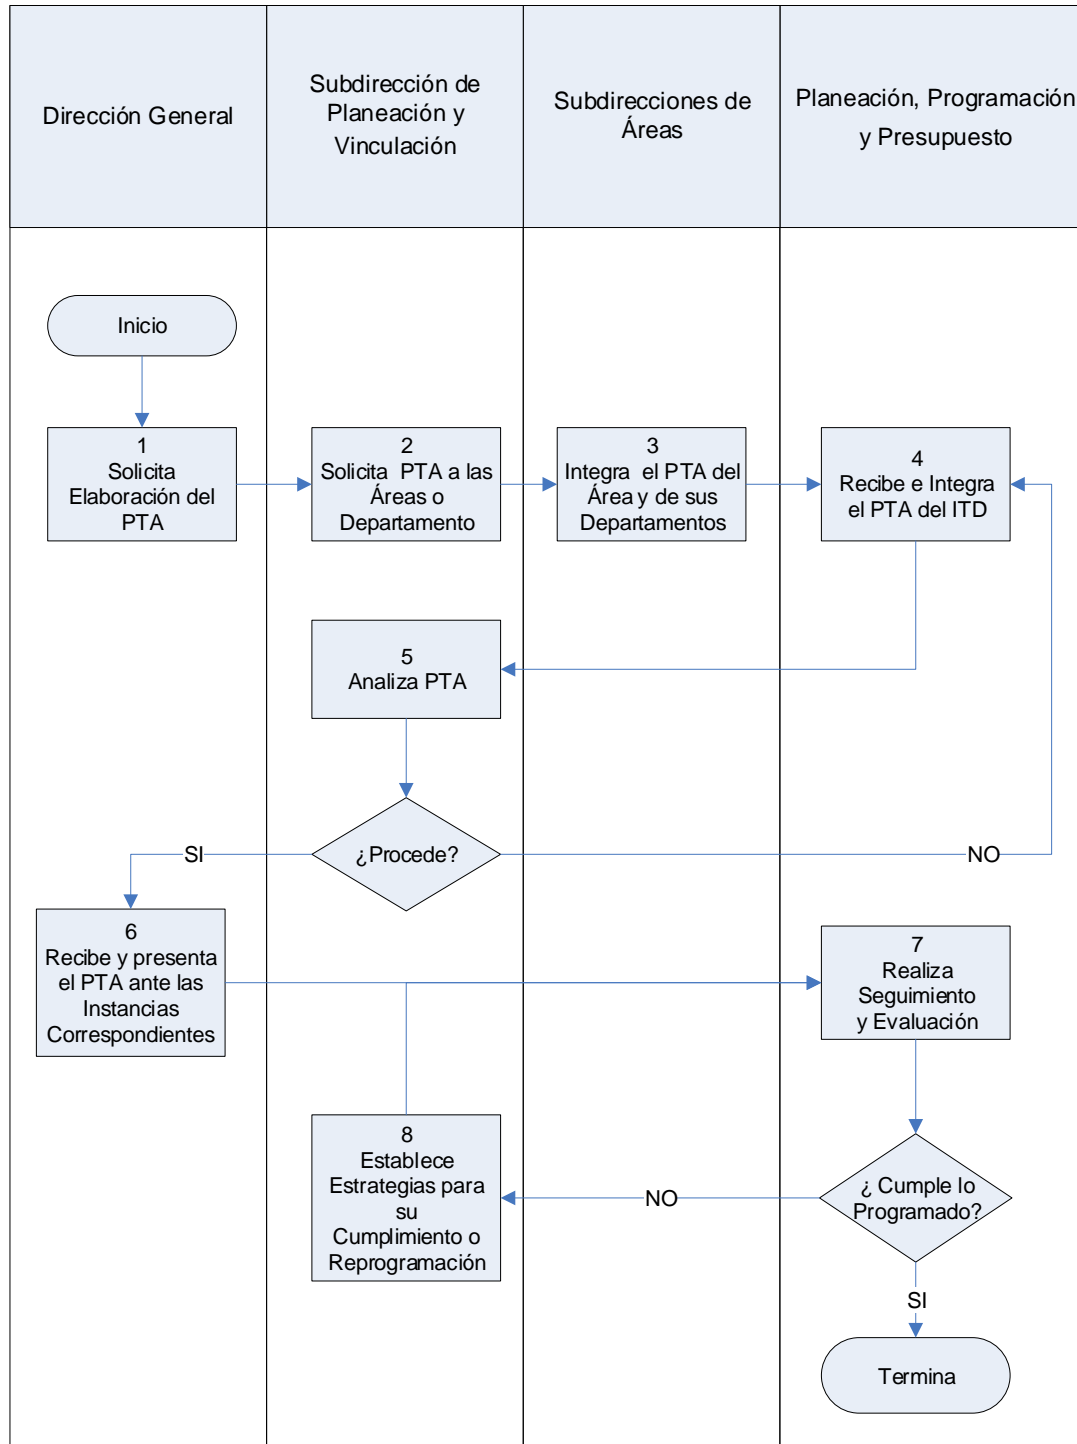 Dirección General
Subdirección de
Planeación y
Vinculación
Subdirecciones de
Áreas
Planeación, Programación
y Presupuesto
Inicio
1
Solicita
Elaboración del
PTA
2
Solicita PTA a las
Áreas o
Departamento
3
Integra el PTA del
Área y de sus
Departamentos
4
Recibe e Integra
el PTA del ITD
5
Analiza PTA
¿Procede?
SI
NO
6
Recibe y presenta
el PTA ante las
Instancias
Correspondientes
7
Realiza
Seguimiento
y Evaluación
8
Establece
Estrategias para
su
Cumplimiento o
Reprogramación
NO
¿ Cumple lo
Programado?
SI
Termina